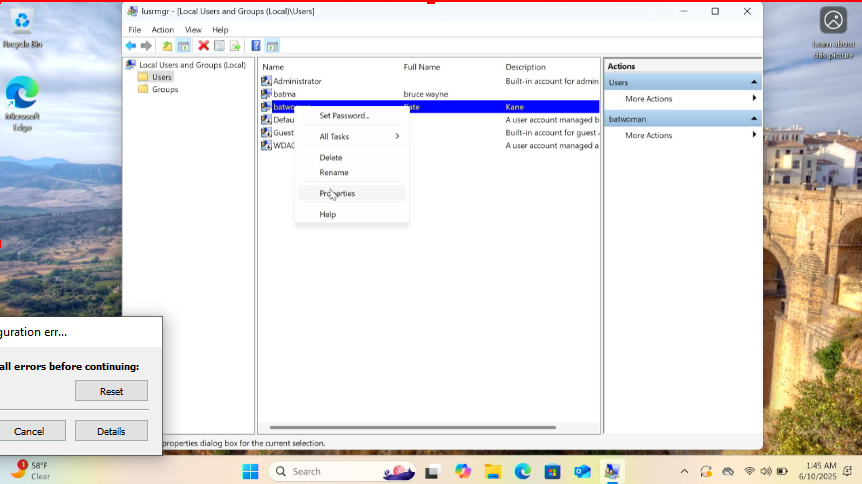 Recycle Bin
Microsoft
Edge
Learn about
this picture
lusrmgr - [Local Users and Groups (Local)\Users]
File Action View Help
Local Users and Groups (Local)
Users
Groups
Name Full Name Description
Administrator Built-in account for admin
batma bruce wayne
batwoman Kate Kane
Defau A user account managed b
Guest Built-in account for guest a
WDAG A user account managed a
Set Password...
All Tasks
Delete
Rename
Properties
Help
Actions
Users
More Actions
batwoman
More Actions
guration err...
all errors before continuing:
Reset
Cancel Details
properties dialog box for the current selection.
1
58°F
Clear
Search
1:45 AM
6/10/2025